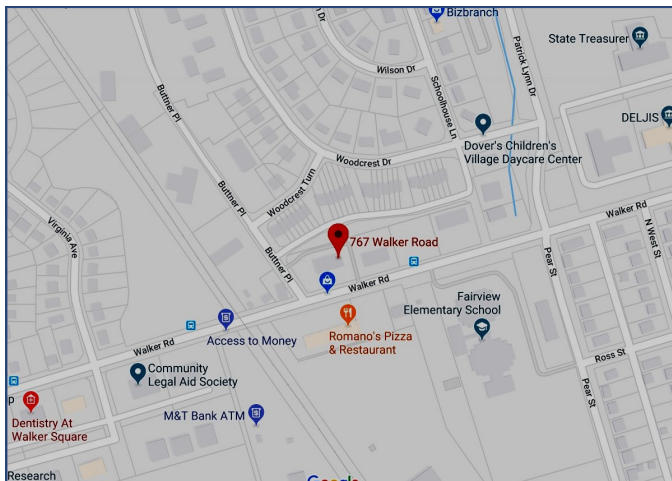 Bizbranch
Wilson Dr
Wilson Dr
Patrick Lynn Dr
State Treasurer
Buttner Pl
Schoolhouse Ln
DELJIS
Dover's Children's
Village Daycare Center
Woodcrest Dr
Woodcrest Turn
Buttner Pl
Walker Rd
N West St
Virginia Ave
767 Walker Road
Buttner Pl
Pear St
Walker Rd
Fairview
Elementary School
Access to Money
Romano's Pizza
& Restaurant
Walker Rd
Ross St
Community
Legal Aid Society
Pear St
p
M&T Bank ATM
Dentistry At
Walker Square
Research
Google